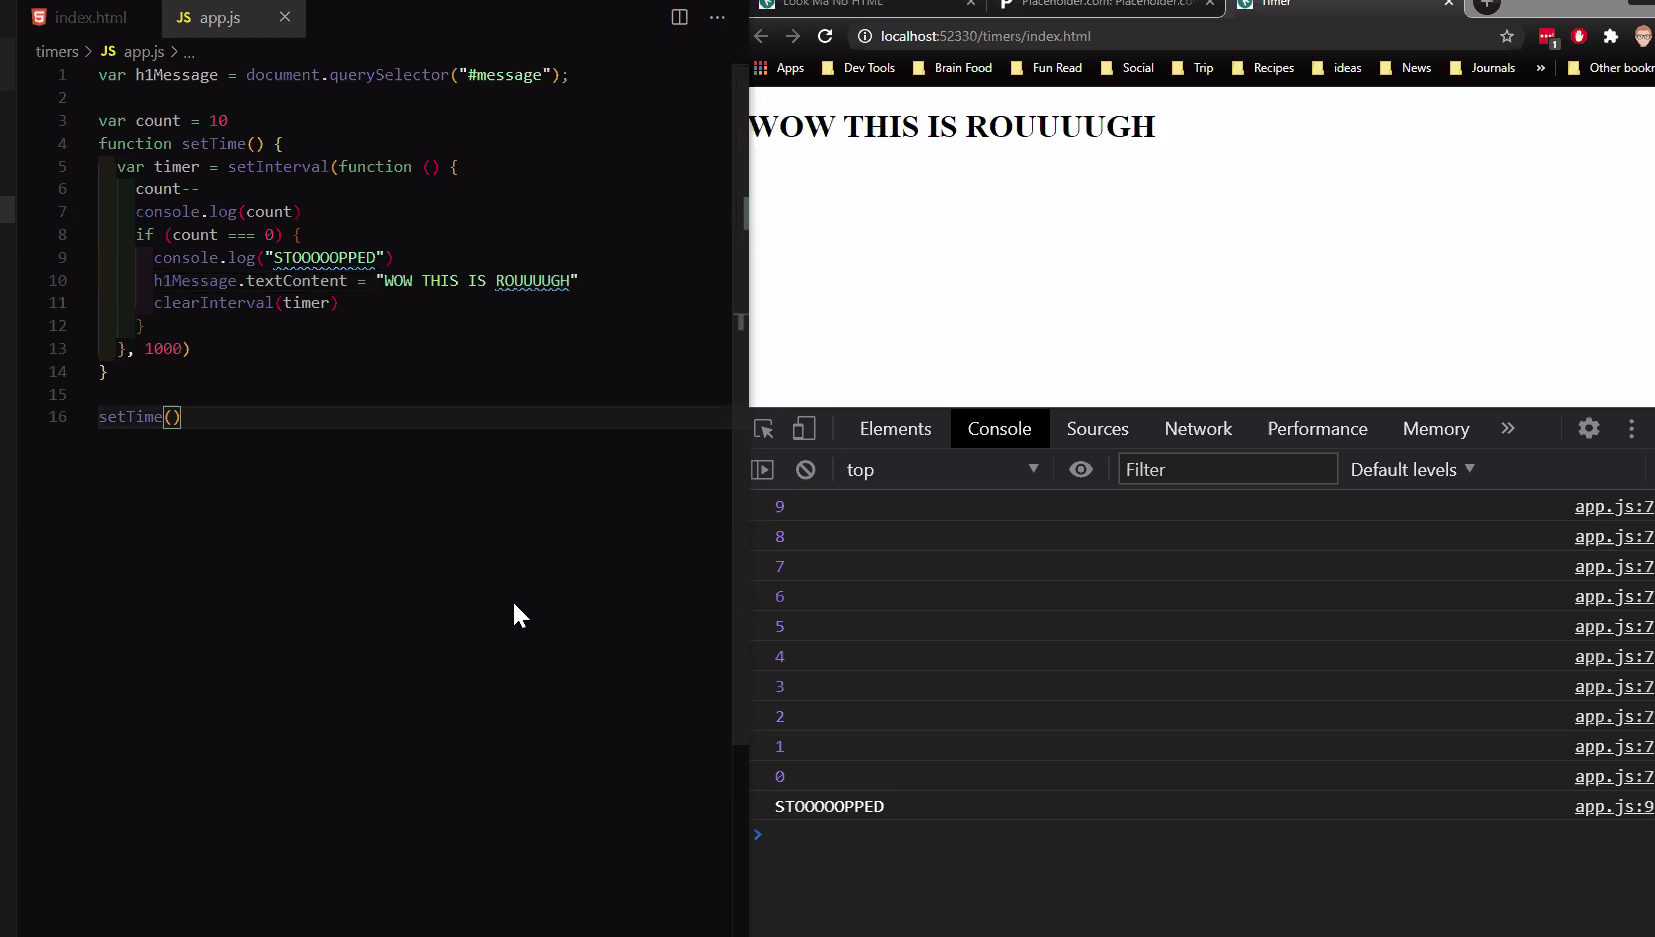 index.html
JS app.js
timers > JS app.js > ...
1 var h1Message = document.querySelector("#message");
2
3 var count = 10
4 function setTime() {
5 var timer = setInterval(function () {
6 count--
7 console.log(count)
8 if (count === 0) {
9 console.log("STOOOOOPPED")
10 h1Message.textContent = "WOW THIS IS ROUUUUGH"
11 clearInterval(timer)
12 }
13 }, 1000)
14 }
15
16 setTime()
Look Ma No HTML
Placeholder.com: Placeholder.co
Timer
localhost:52330/timers/index.html
1
Apps Dev Tools Brain Food Fun Read Social Trip Recipes ideas News Journals » Other bookm
WOW THIS IS ROUUUUGH
Elements Console Sources Network Performance Memory »
top Filter Default levels
9 app.js:7
8 app.js:7
7 app.js:7
6 app.js:7
5 app.js:7
4 app.js:7
3 app.js:7
2 app.js:7
1 app.js:7
0 app.js:7
STOOOOOPPED app.js:9
>